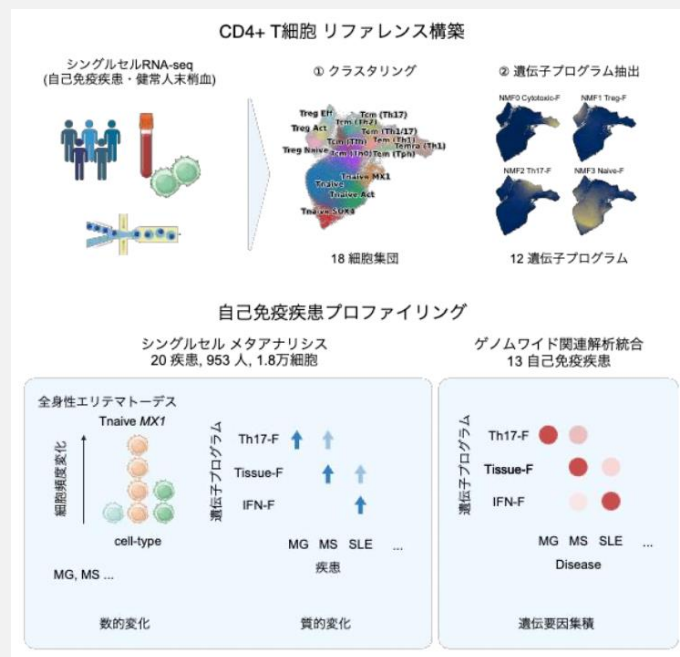 CD4+ T細胞 リファレンス構築
シングルセルRNA-seq
(自己免疫疾患・健常人末梢血)
① クラスタリング
Treg Eff
Treg Act
Treg Naive
Tcm (Th17)
Tcm (Th2)
Tem (Th1/17)
Tcm (Tfh)
Tem (Th1)
Temra (Th1)
Tcm (Th0)
Tem (Tph)
Tnaive MX1
Tnaive
Tnaive Act
Tnaive SOX4
18 細胞集団
② 遺伝子プログラム抽出
NMF0 Cytotoxic-F
NMF1 Treg-F
NMF2 Th17-F
NMF3 Naive-F
12 遺伝子プログラム
自己免疫疾患プロファイリング
シングルセル メタアナリシス
20 疾患, 953 人, 1.8万細胞
全身性エリテマトーデス
Tnaive MX1
細胞頻度変化
cell-type
MG, MS ...
数的変化
遺伝子プログラム
Th17-F
Tissue-F
IFN-F
MG MS SLE ...
疾患
質的変化
ゲノムワイド関連解析統合
13 自己免疫疾患
遺伝子プログラム
Th17-F
Tissue-F
IFN-F
MG MS SLE ...
Disease
遺伝要因集積